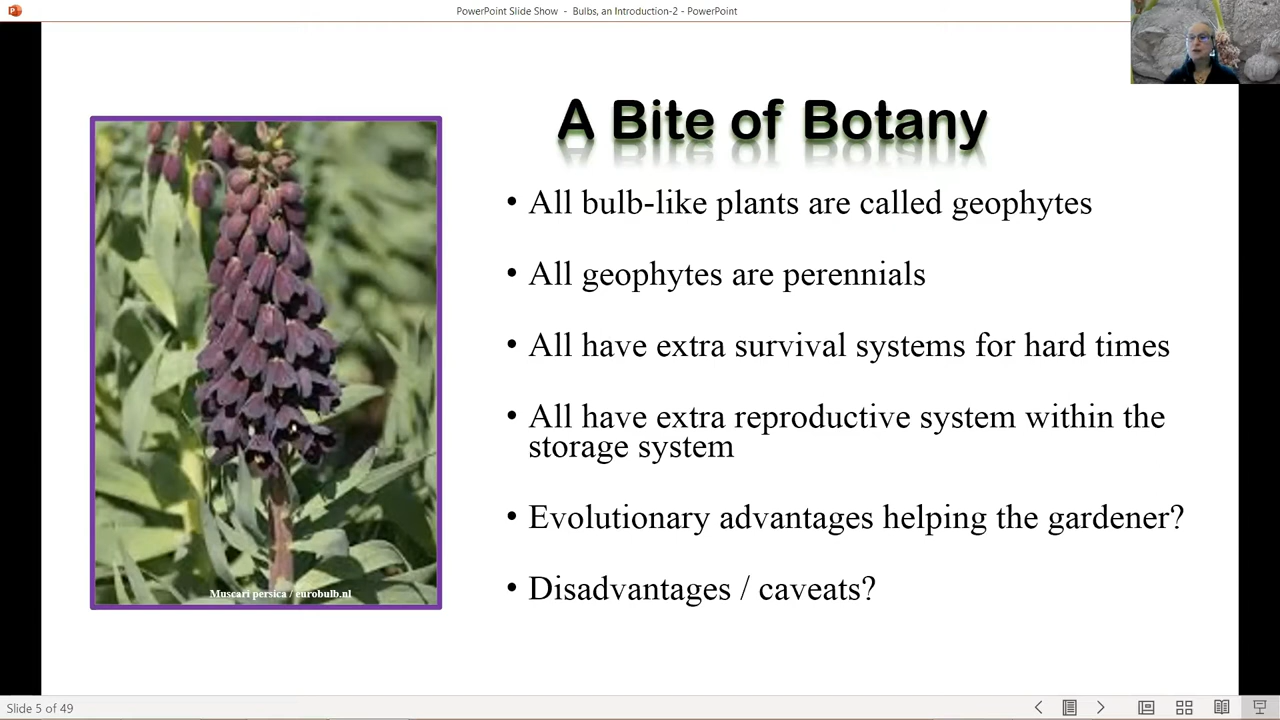 PowerPoint Slide Show - Bulbs, an Introduction-2 - PowerPoint
A Bite of Botany
• All bulb-like plants are called geophytes
• All geophytes are perennials
• All have extra survival systems for hard times
• All have extra reproductive system within the
storage system
• Evolutionary advantages helping the gardener?
• Disadvantages / caveats?
Muscari persica / eurobulb.nl
Slide 5 of 49